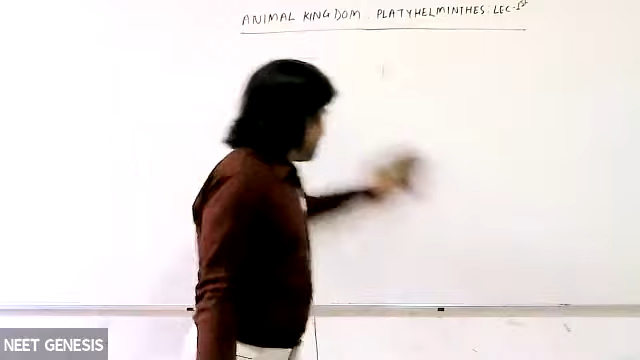 ANIMAL KINGDOM : PLATYHELMINTHES : LEC-1st
NEET GENESIS